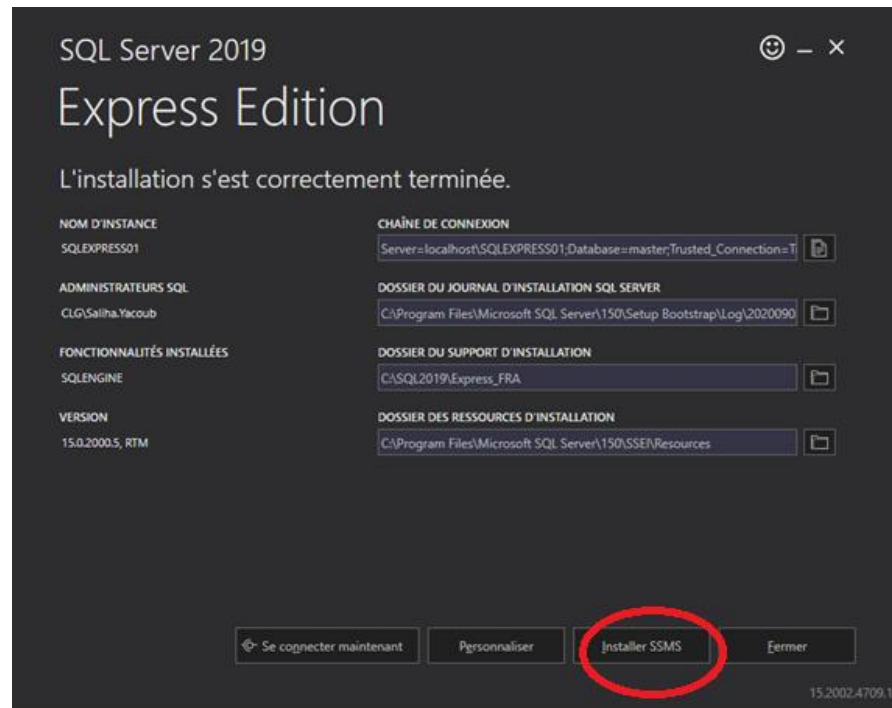 SQL Server 2019
Express Edition
L'installation s'est correctement terminée.
NOM D'INSTANCE
SQLEXPRESS01
CHAÎNE DE CONNEXION
Server=localhost\SQLEXPRESS01;Database=master;Trusted_Connection=T
ADMINISTRATEURS SQL
CLG\Saliha.Yacoub
DOSSIER DU JOURNAL D'INSTALLATION SQL SERVER
C:\Program Files\Microsoft SQL Server\150\Setup Bootstrap\Log\2020090
FONCTIONNALITÉS INSTALLÉES
SQLENGINE
DOSSIER DU SUPPORT D'INSTALLATION
C:\SQL2019\Express_FRA
VERSION
15.0.2000.5, RTM
DOSSIER DES RESSOURCES D'INSTALLATION
C:\Program Files\Microsoft SQL Server\150\SSEI\Resources
Se connecter maintenant
Personnaliser
Installer SSMS
Fermer
15.2002.4709.1